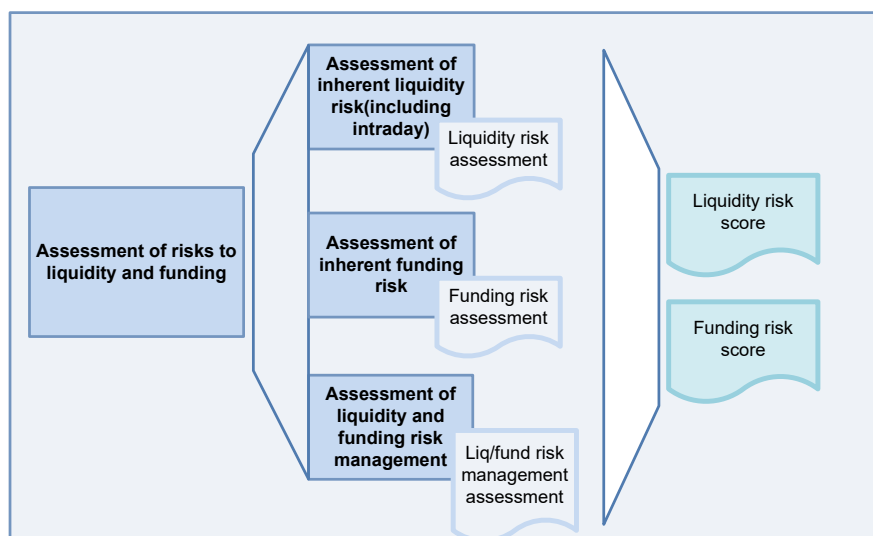 Assessment of risks to
liquidity and funding
Assessment of
inherent liquidity
risk(including
intraday)
Liquidity risk
assessment
Assessment of
inherent funding
risk
Funding risk
assessment
Assessment of
liquidity and
funding risk
management
Liq/fund risk
management
assessment
Liquidity risk
score
Funding risk
score